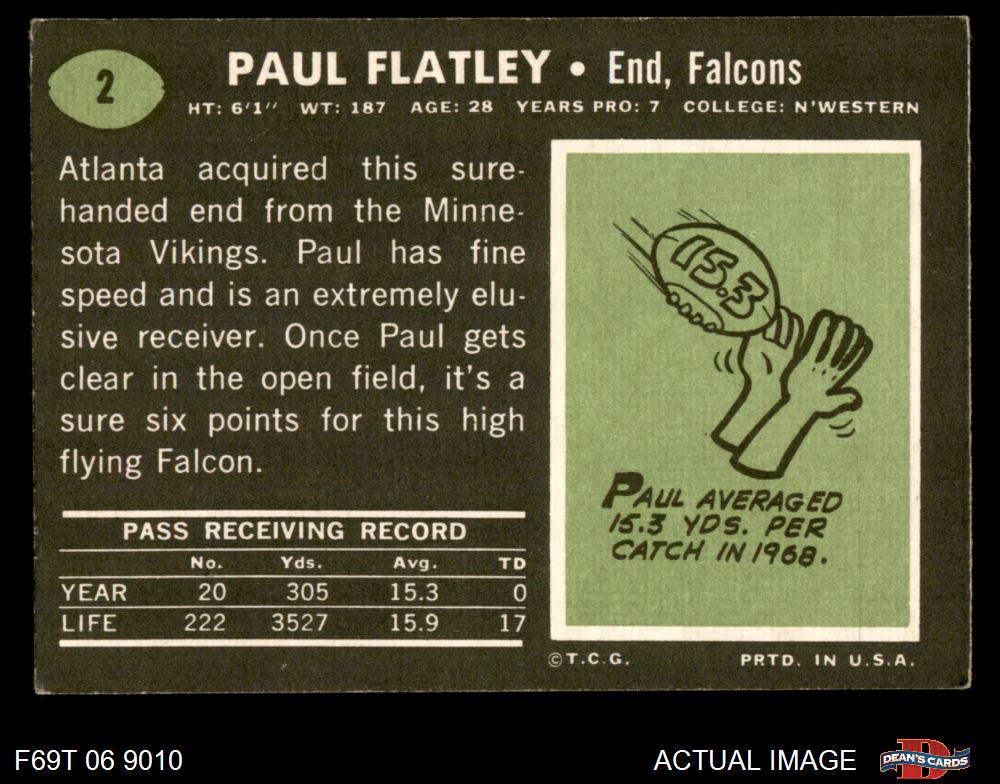 2
PAUL FLATLEY • End, Falcons
HT: 6'1" WT: 187 AGE: 28 YEARS PRO: 7 COLLEGE: N'WESTERN
Atlanta acquired this sure-
handed end from the Minne-
sota Vikings. Paul has fine
speed and is an extremely elu-
sive receiver. Once Paul gets
clear in the open field, it's a
sure six points for this high
flying Falcon.
PASS RECEIVING RECORD
No. Yds. Avg. TD
YEAR 20 305 15.3 0
LIFE 222 3527 15.9 17
15.3
PAUL AVERAGED
15.3 YDS. PER
CATCH IN 1968.
©T.C.G. PRTD. IN U.S.A.
F69T 06 9010 ACTUAL IMAGE
D
DEAN'S CARDS